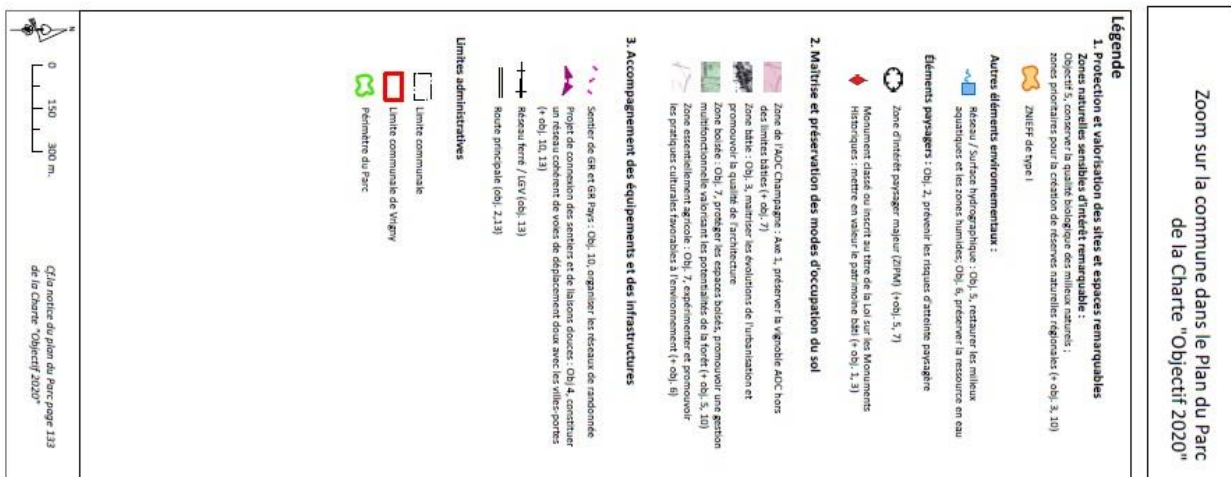 Zoom sur la commune dans le Plan du Parc
de la Charte "Objectif 2020"
Légende
1. Protection et valorisation des sites et espaces remarquables
Zones naturelles sensibles d'intérêt remarquable :
Objectif 5, conserver la qualité biologique des milieux naturels ;
zones prioritaires pour la création de réserves naturelles régionales (+ obj. 3, 10)
ZNIEFF de type I
Autres éléments environnementaux :
Réseau / Surface hydrographique : Obj. 5, restaurer les milieux
aquatiques et les zones humides; Obj. 6, préserver la ressource en eau
Éléments paysagers : Obj. 2, prévenir les risques d'atteinte paysagère
Zone d'intérêt paysager majeur (ZIPM) (+obj. 5, 7)
Monument classé ou inscrit au titre de la Loi sur les Monuments
Historiques : mettre en valeur le patrimoine bâti (+ obj. 1, 3)
2. Maîtrise et préservation des modes d'occupation du sol
Zone de l'AOC Champagne : Axe 1, préserver la vignoble AOC hors
des limites bâties (+ obj. 7)
Zone bâtie : Obj. 3, maitriser les évolutions de l'urbanisation et
promouvoir la qualité de l'architecture
Zone boisée : Obj. 7, protéger les espaces boisés, promouvoir une gestion
multifonctionnelle valorisant les potentialités de la forêt (+ obj. 5, 10)
Zone essentiellement agricole : Obj. 7, expérimenter et promouvoir
les pratiques culturales favorables à l'environnement (+ obj. 6)
3. Accompagnement des équipements et des infrastructures
Sentier de GR et GR Pays : Obj. 10, organiser les réseaux de randonnée
Projet de connexion des sentiers et de liaisons douces : Obj 4, constituer
un réseau cohérent de voies de déplacement doux avec les villes-portes
(+ obj. 10, 13)
Réseau ferré / LGV (obj. 13)
Route principale (obj. 2,13)
Limites administratives
Limite communale
Limite communale de Vrigny
Périmètre du Parc
N
0 150 300 m.
Cf.la notice du plan du Parc page 133
de la Charte "Objectif 2020"